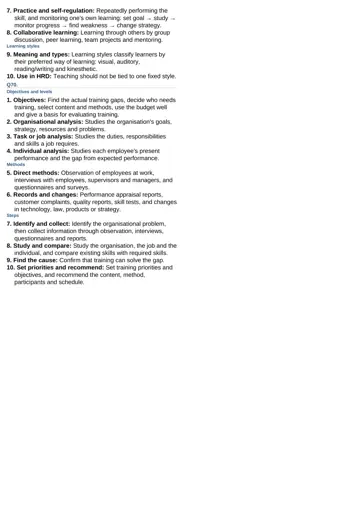 7. Practice and self-regulation: Repeatedly performing the
skill, and monitoring one's own learning: set goal → study →
monitor progress → find weakness → change strategy.
8. Collaborative learning: Learning through others by group
discussion, peer learning, team projects and mentoring.
Learning styles
9. Meaning and types: Learning styles classify learners by
their preferred way of learning: visual, auditory,
reading/writing and kinesthetic.
10. Use in HRD: Teaching should not be tied to one fixed style.
Q70.
Objectives and levels
1. Objectives: Find the actual training gaps, decide who needs
training, select content and methods, use the budget well
and give a basis for evaluating training.
2. Organisational analysis: Studies the organisation's goals,
strategy, resources and problems.
3. Task or job analysis: Studies the duties, responsibilities
and skills a job requires.
4. Individual analysis: Studies each employee's present
performance and the gap from expected performance.
Methods
5. Direct methods: Observation of employees at work,
interviews with employees, supervisors and managers, and
questionnaires and surveys.
6. Records and changes: Performance appraisal reports,
customer complaints, quality reports, skill tests, and changes
in technology, law, products or strategy.
Steps
7. Identify and collect: Identify the organisational problem,
then collect information through observation, interviews,
questionnaires and reports.
8. Study and compare: Study the organisation, the job and the
individual, and compare existing skills with required skills.
9. Find the cause: Confirm that training can solve the gap.
10. Set priorities and recommend: Set training priorities and
objectives, and recommend the content, method,
participants and schedule.